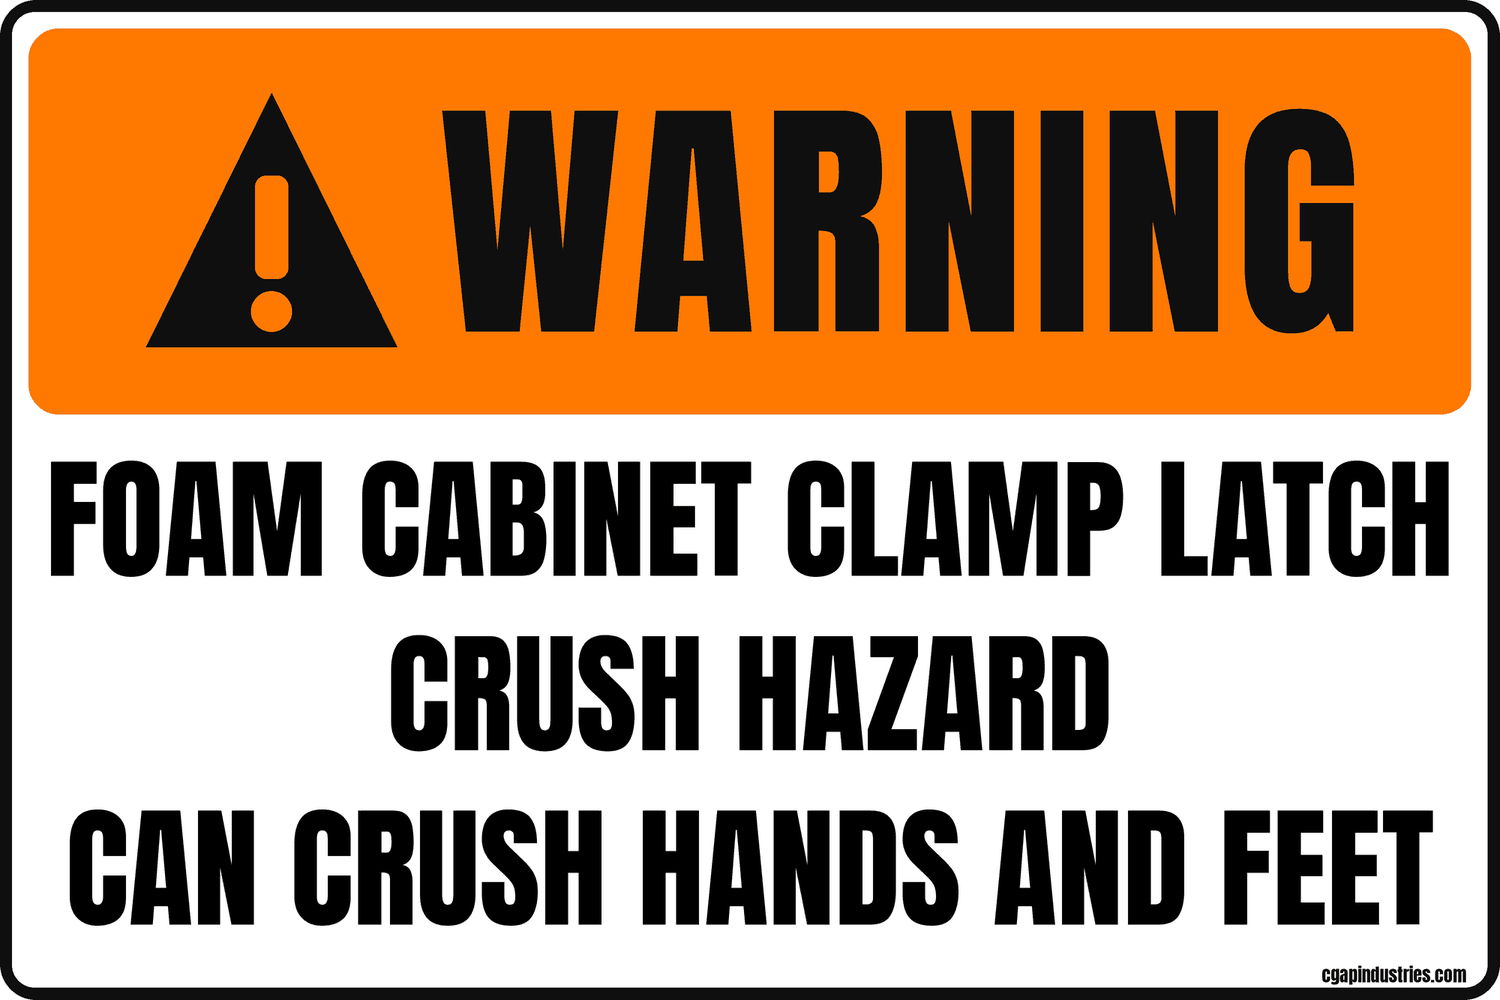 WARNING
FOAM CABINET CLAMP LATCH
CRUSH HAZARD
CAN CRUSH HANDS AND FEET
cgapindustries.com